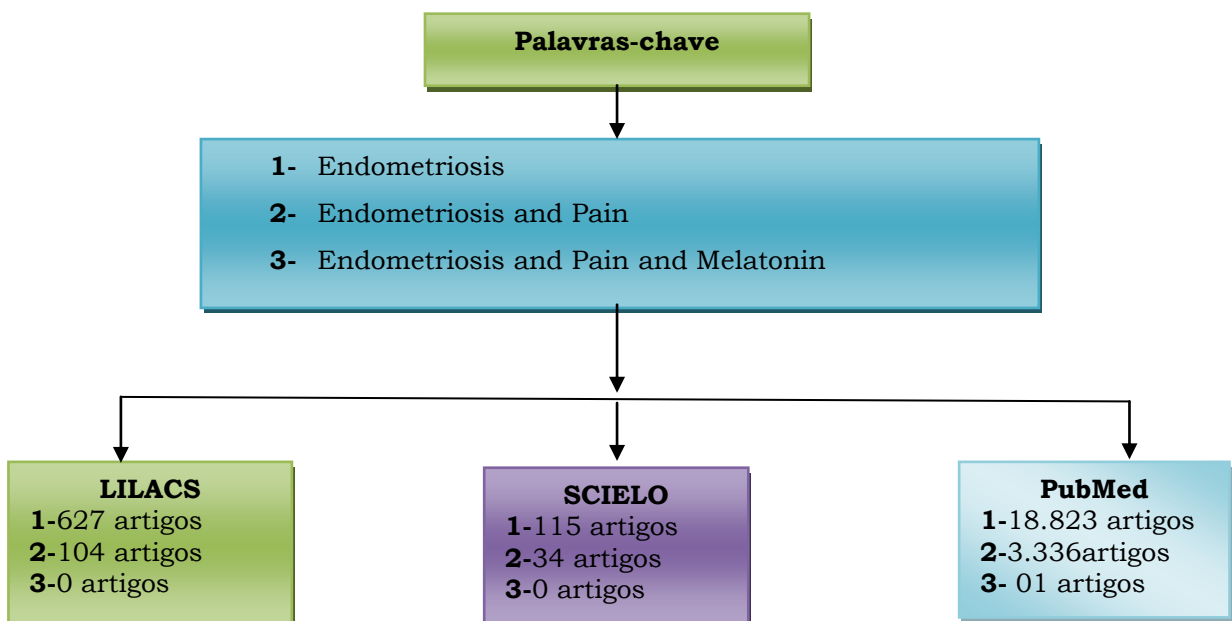 Palavras-chave
1- Endometriosis
2- Endometriosis and Pain
3- Endometriosis and Pain and Melatonin
LILACS
1-627 artigos
2-104 artigos
3-0 artigos
SCIELO
1-115 artigos
2-34 artigos
3-0 artigos
PubMed
1-18.823 artigos
2-3.336artigos
3- 01 artigos